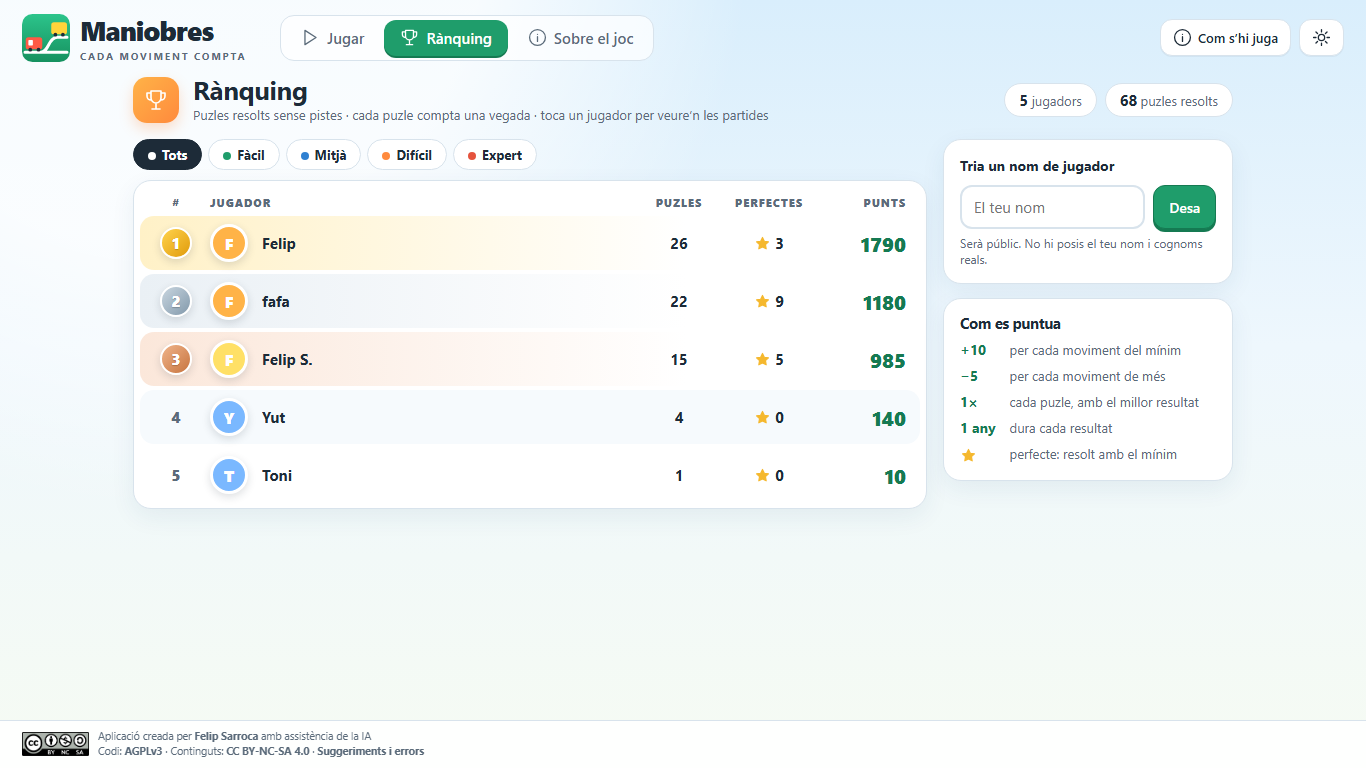 Maniobres
CADA MOVIMENT COMPTA
Jugar
Rànquing
Sobre el joc
Com s’hi juga
Rànquing
Puzles resolts sense pistes · cada puzle compta una vegada · toca un jugador per veure’n les partides
5 jugadors
68 puzles resolts
Tots
Fàcil
Mitjà
Difícil
Expert
# JUGADOR PUZLES PERFECTES PUNTS
1 F Felip 26 3 1790
2 F fafa 22 9 1180
3 F Felip S. 15 5 985
4 Y Yut 4 0 140
5 T Toni 1 0 10
Tria un nom de jugador
El teu nom
Desa
Serà públic. No hi posis el teu nom i cognoms
reals.
Com es puntua
+10 per cada moviment del mínim
−5 per cada moviment de més
1× cada puzle, amb el millor resultat
1 any dura cada resultat
perfecte: resolt amb el mínim
cc BY NC SA
Aplicació creada per Felip Sarroca amb assistència de la IA
Codi: AGPLv3 · Continguts: CC BY-NC-SA 4.0 · Suggeriments i errors